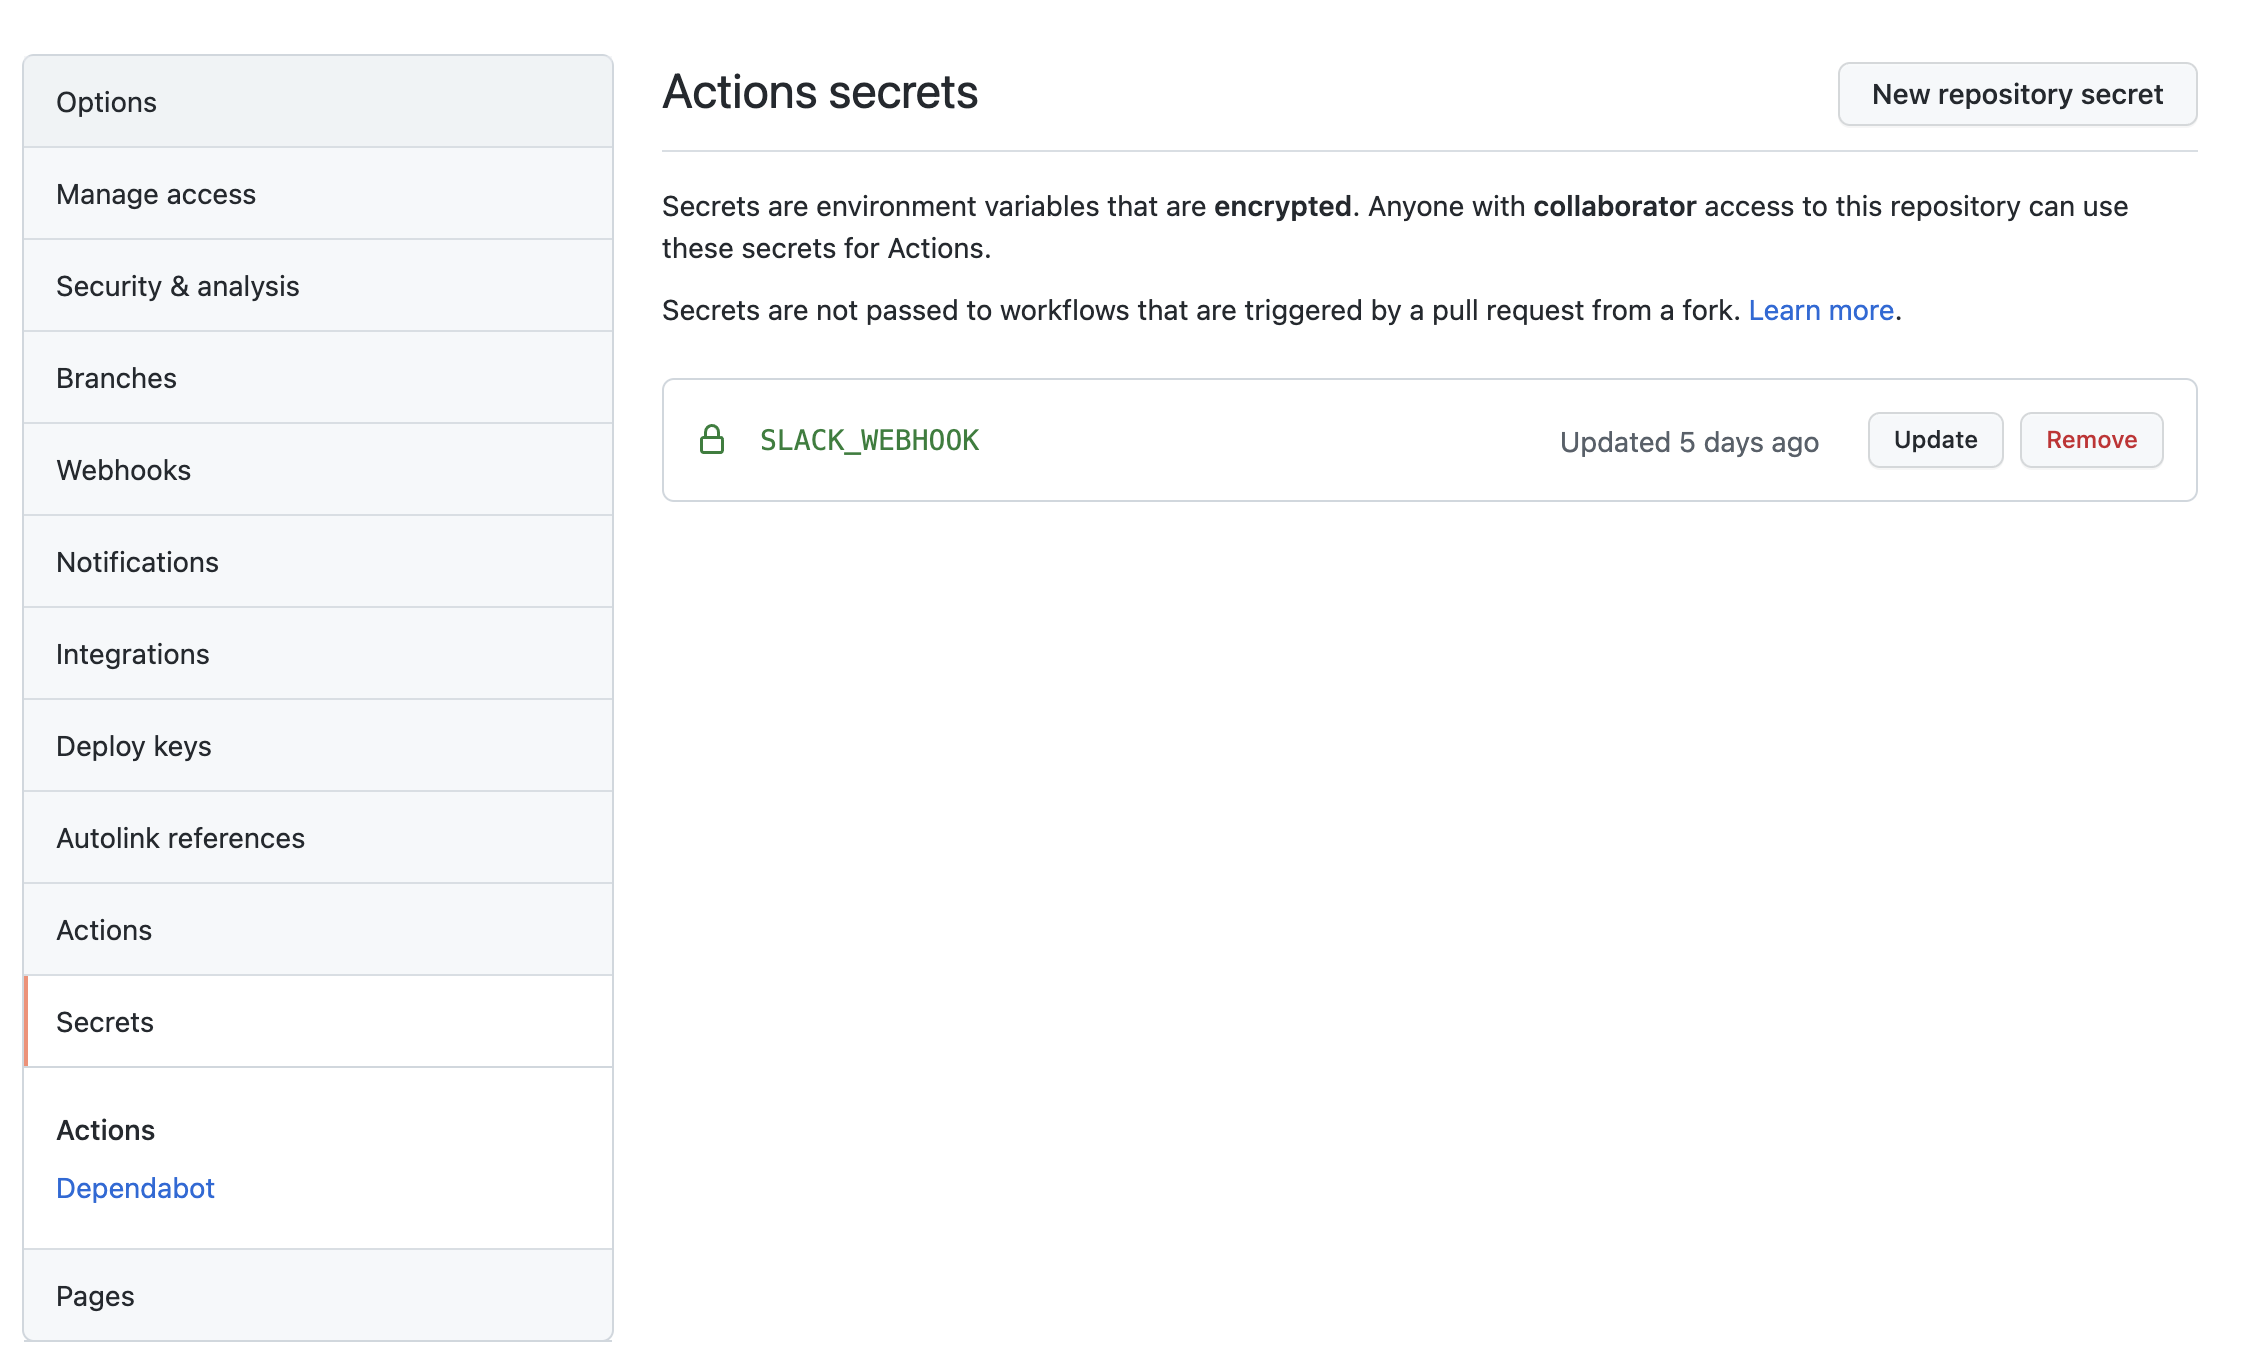 Options
Manage access
Security & analysis
Branches
Webhooks
Notifications
Integrations
Deploy keys
Autolink references
Actions
Secrets
Actions
Dependabot
Pages
Actions secrets
New repository secret
Secrets are environment variables that are encrypted. Anyone with collaborator access to this repository can use
these secrets for Actions.
Secrets are not passed to workflows that are triggered by a pull request from a fork. Learn more.
SLACK_WEBHOOK Updated 5 days ago Update Remove